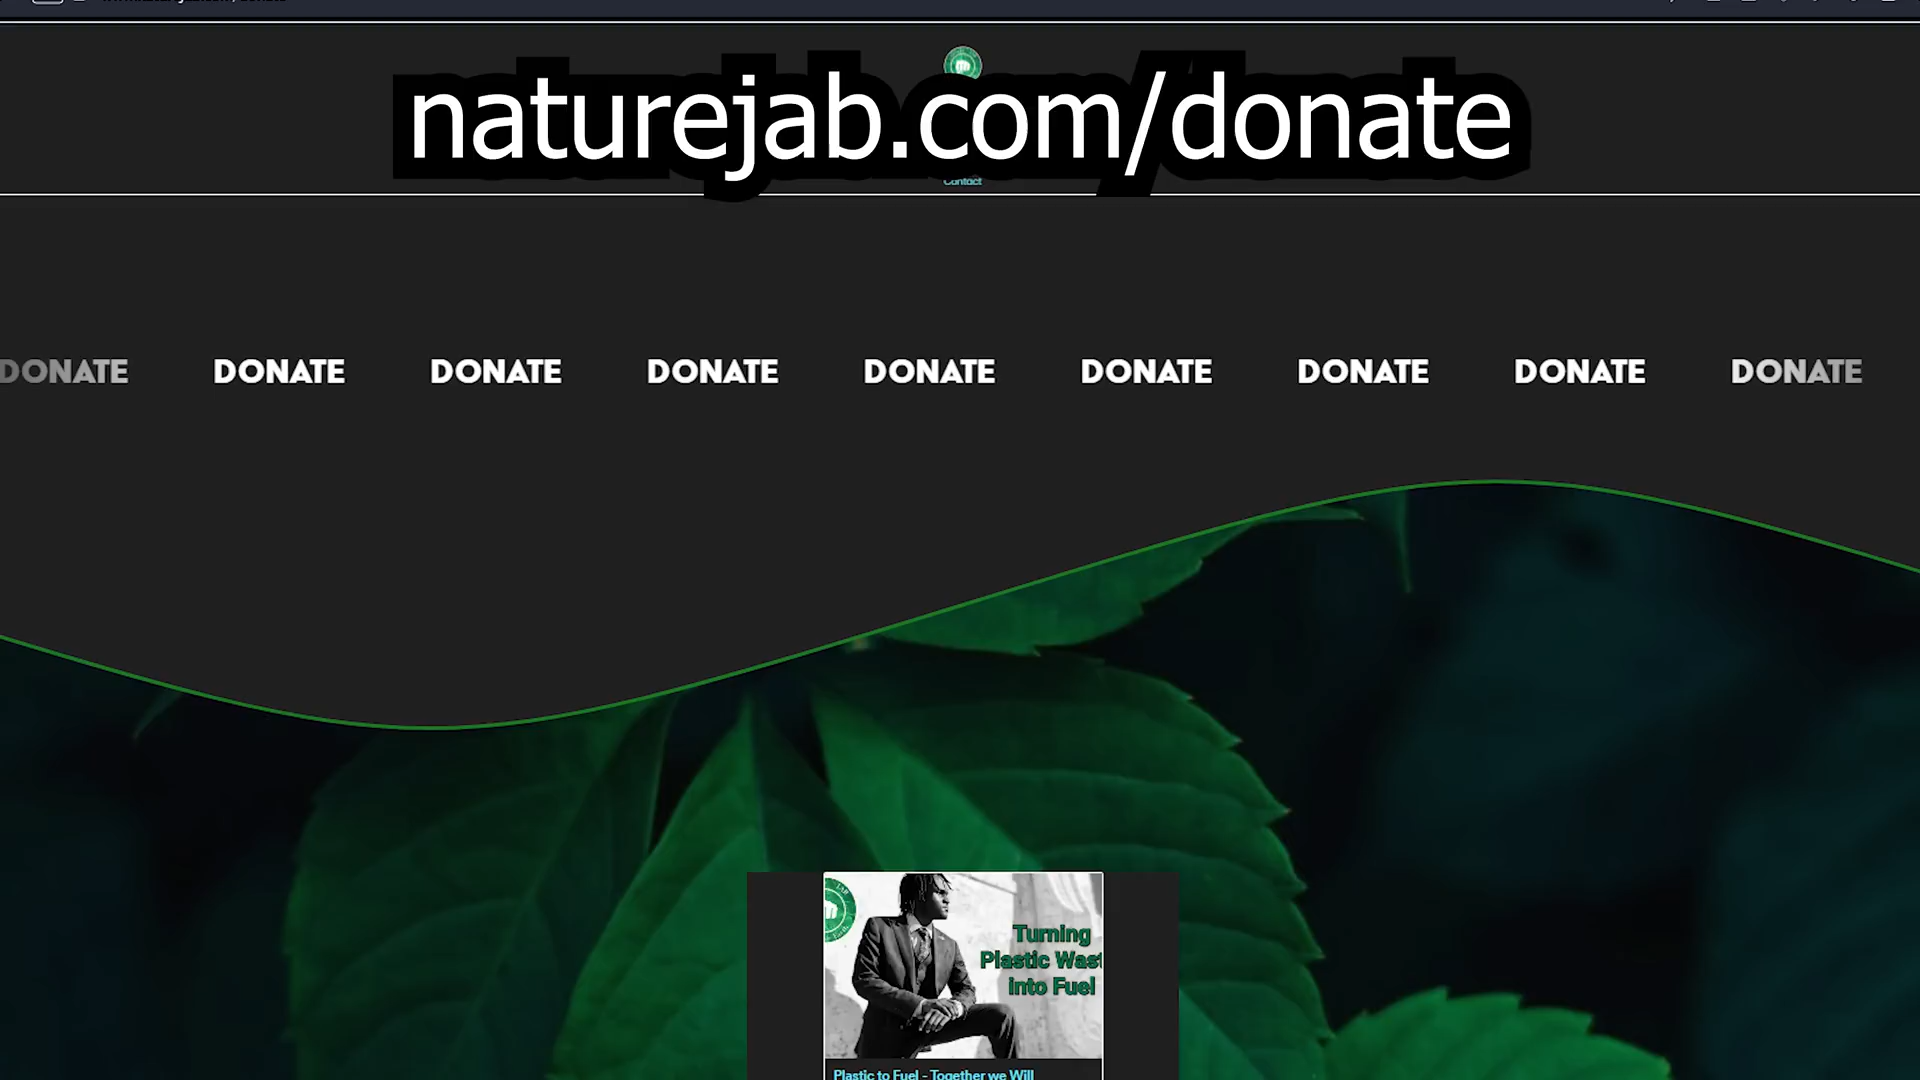 naturejab.com/donate
Contact
DONATE DONATE DONATE DONATE DONATE DONATE DONATE DONATE DONATE
Turning
Plastic Wast
into Fuel
Plastic to Fuel - Together we Will